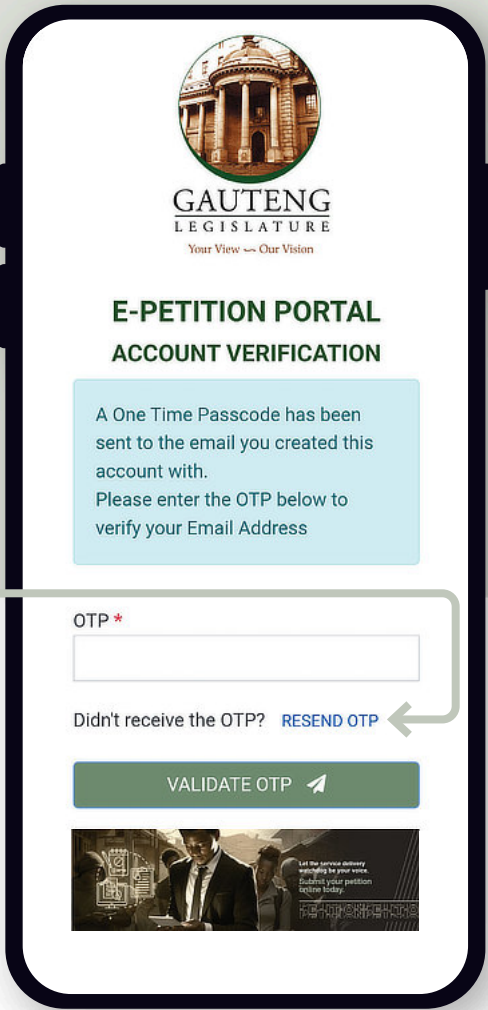 GAUTENG
LEGISLATURE
Your View Our Vision
E-PETITION PORTAL
ACCOUNT VERIFICATION
A One Time Passcode has been
sent to the email you created this
account with.
Please enter the OTP below to
verify your Email Address
OTP *
Didn't receive the OTP? RESEND OTP
VALIDATE OTP
Let the service delivery
watchdog be your voice.
Submit your petition
online today.